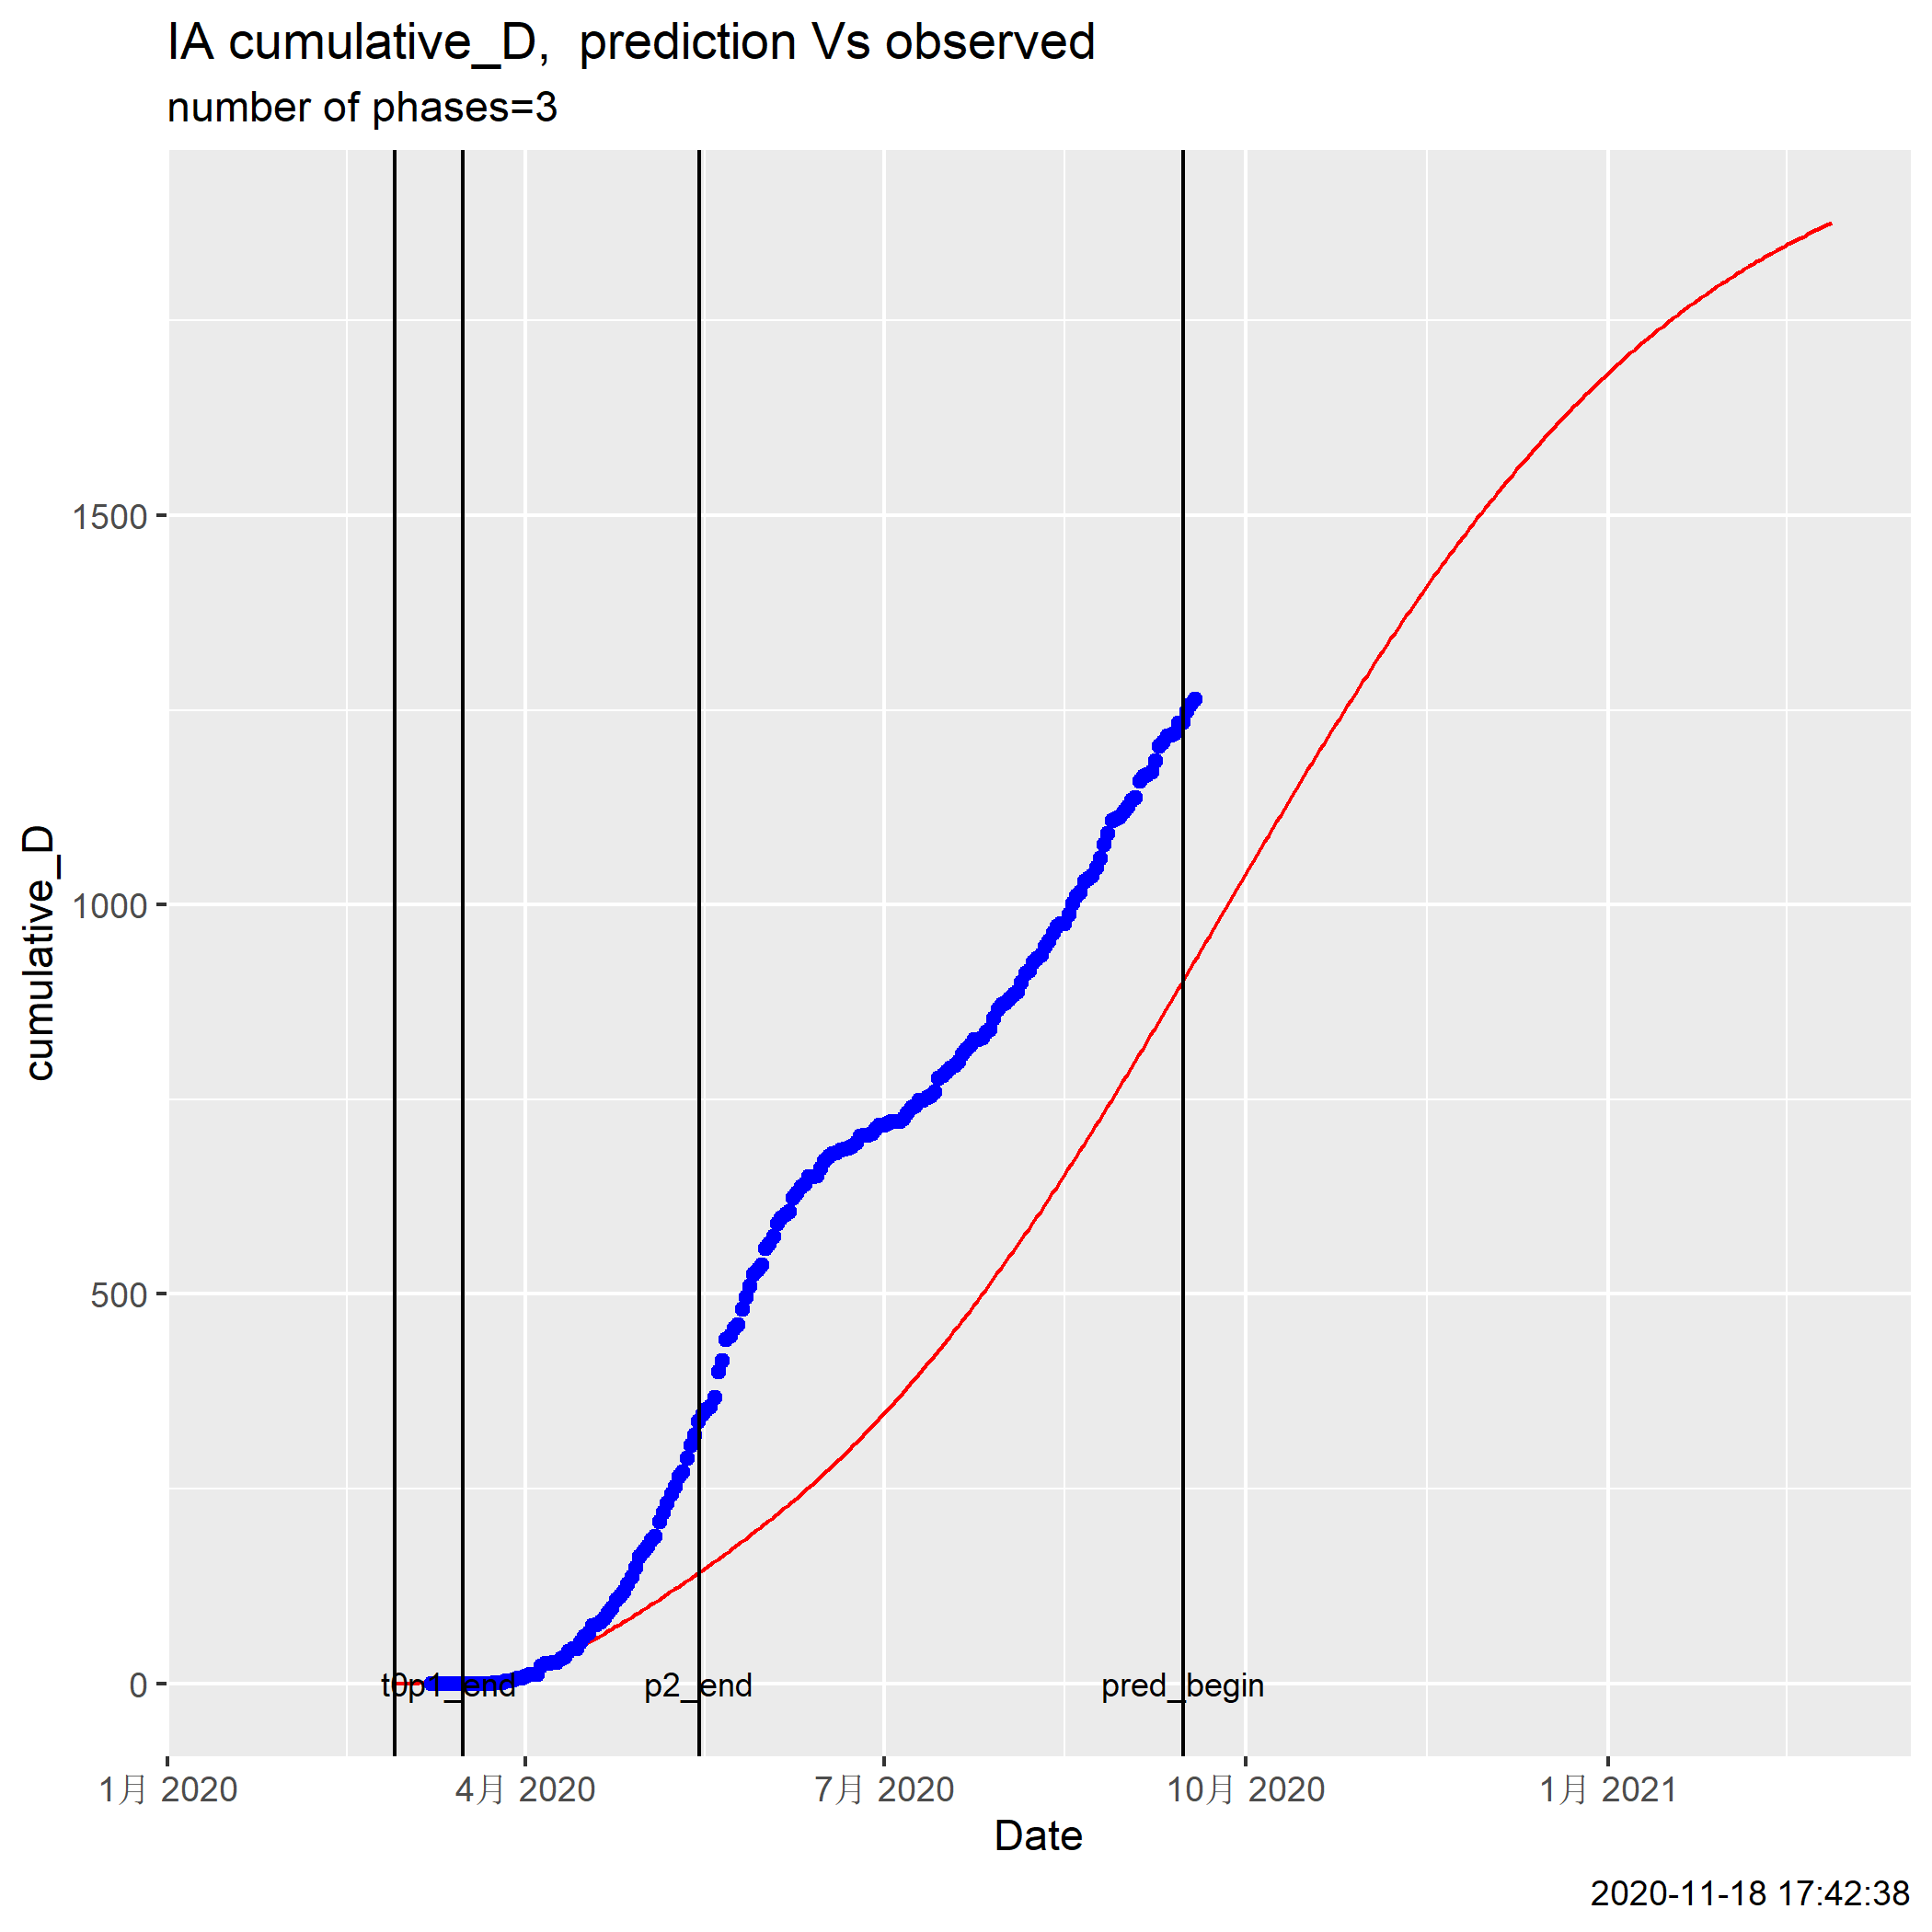 IA cumulative_D,  prediction Vs observed
number of phases=3
cumulative_D
1500
1000
500
0
t0
p1_end
p2_end
pred_begin
1月 2020
4月 2020
7月 2020
10月 2020
1月 2021
Date
2020-11-18 17:42:38